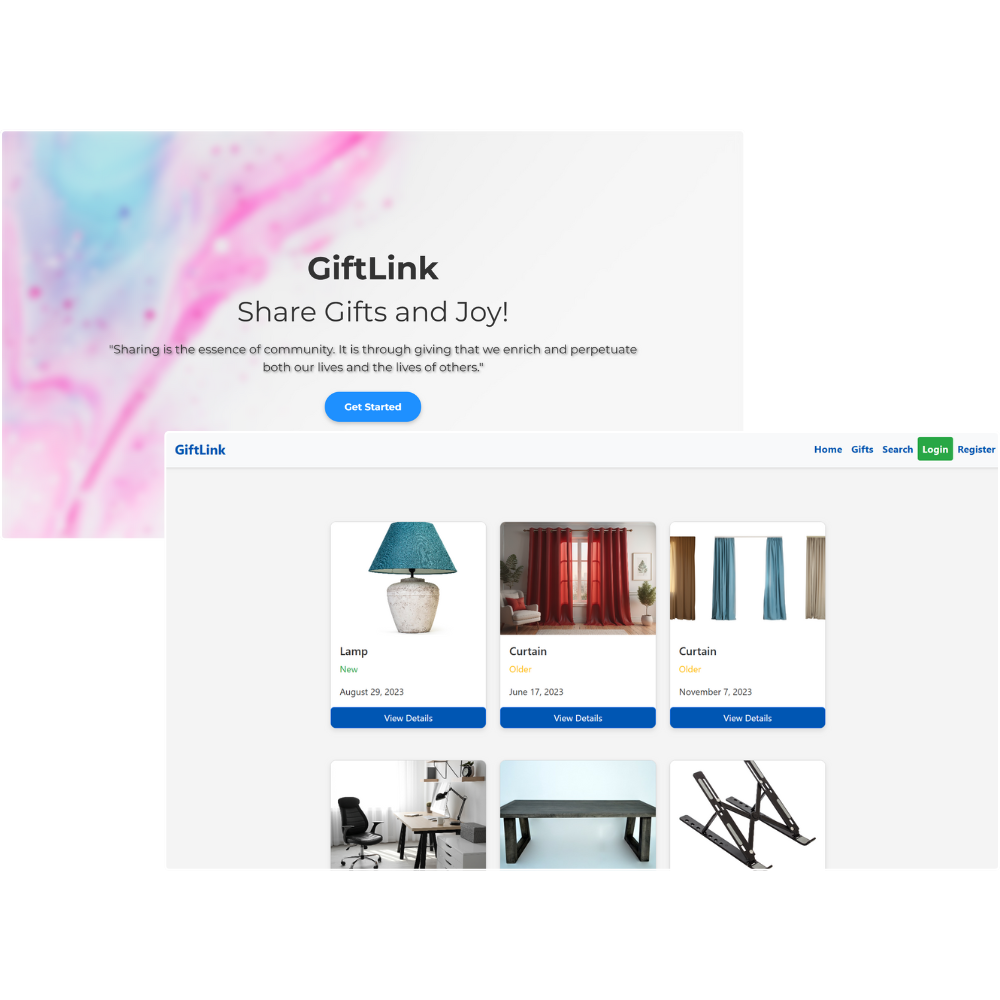 GiftLink
Share Gifts and Joy!
"Sharing is the essence of community. It is through giving that we enrich and perpetuate
both our lives and the lives of others."
Get Started
GiftLink
Home Gifts Search Login Register
Lamp
New
August 29, 2023
View Details
Curtain
Older
June 17, 2023
View Details
Curtain
Older
November 7, 2023
View Details